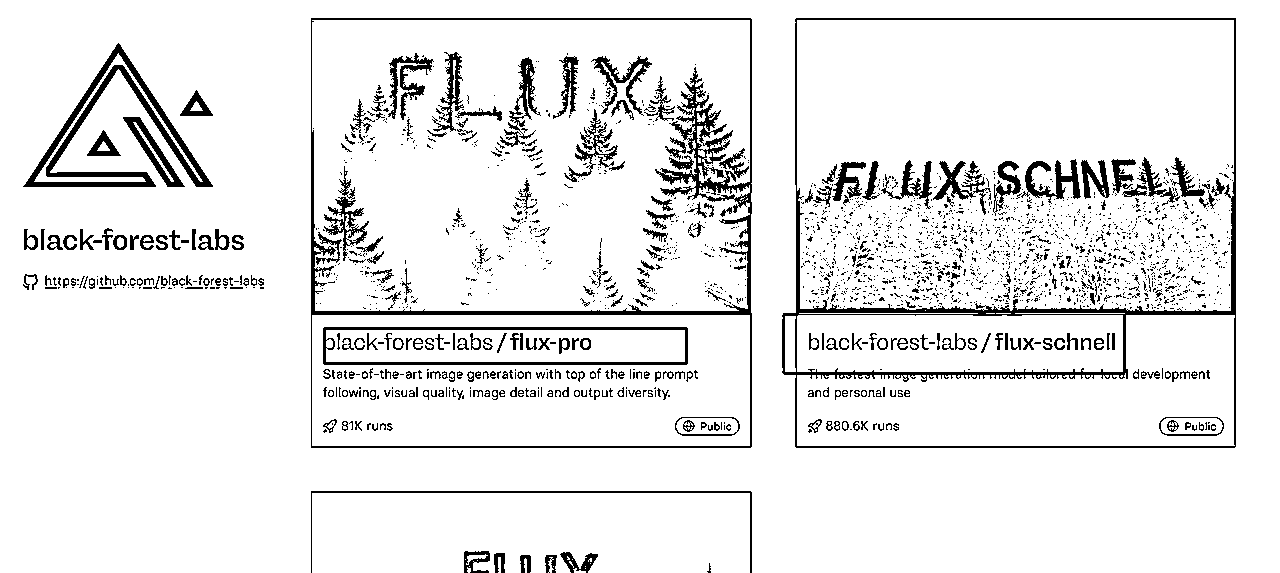 black-forest-labs
https://github.com/black-forest-labs
FLUX
black-forest-labs / flux-pro
State-of-the-art image generation with top of the line prompt
following, visual quality, image detail and output diversity.
81K runs
Public
FLUX SCHNELL
black-forest-labs / flux-schnell
The fastest image generation model tailored for local development
and personal use
880.6K runs
Public
FLUX